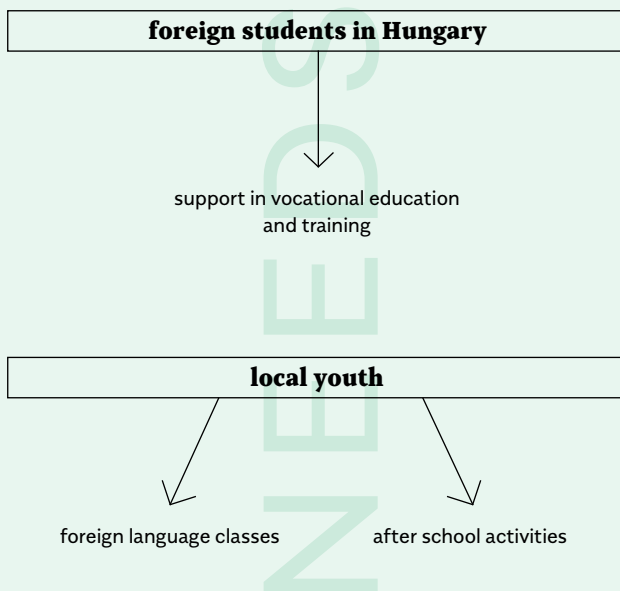 foreign students in Hungary
support in vocational education
and training
local youth
foreign language classes
after school activities
NEEDS